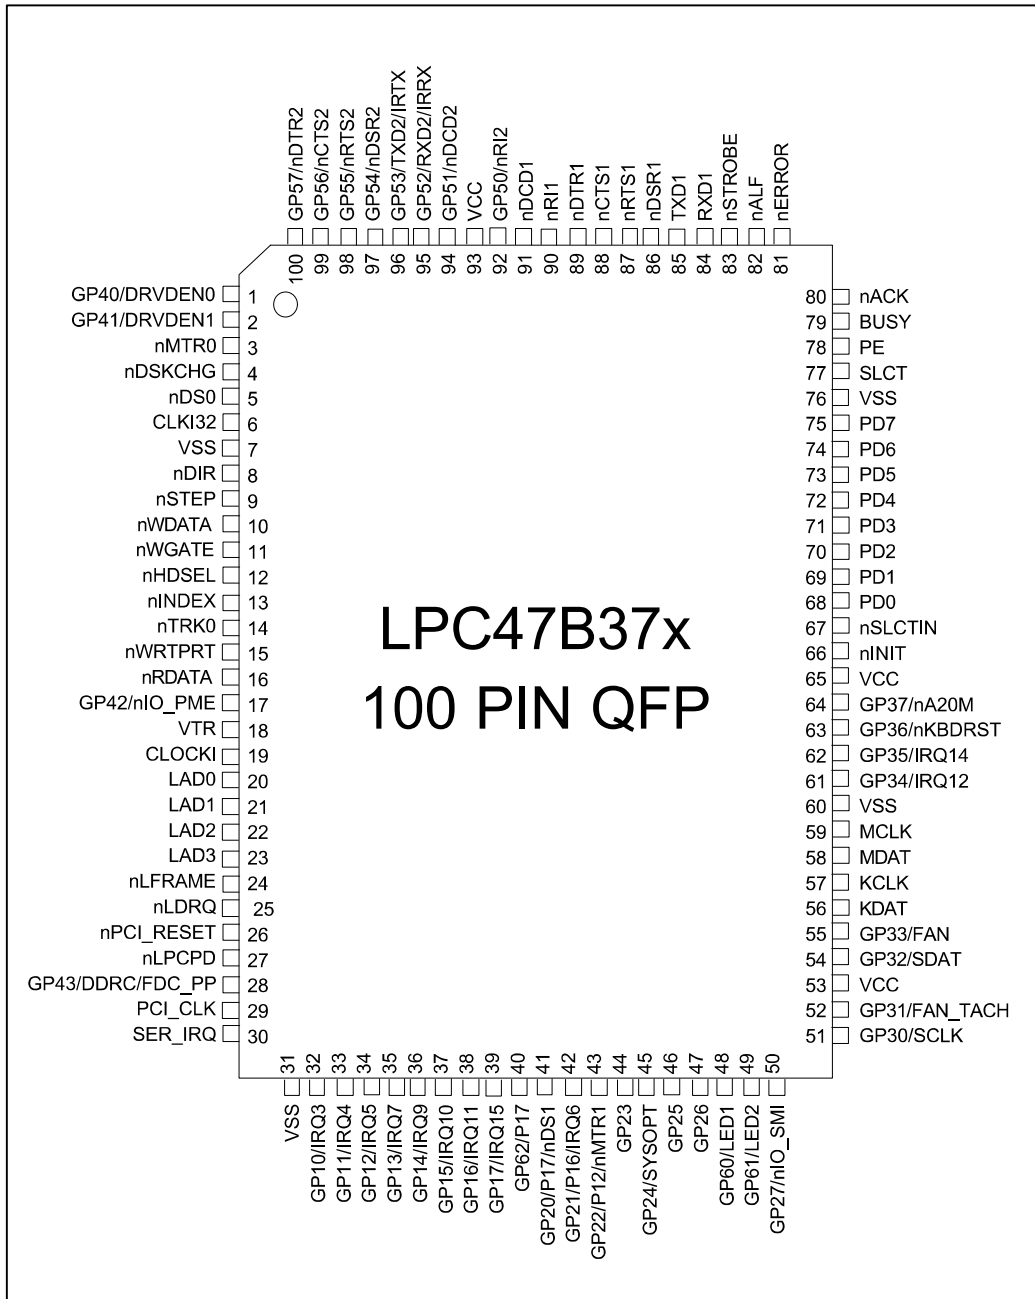 GP57/nDTR2
GP56/nCTS2
GP55/nRTS2
GP54/nDSR2
GP53/TXD2/IRTX
GP52/RXD2/IRRX
GP51/nDCD2
VCC
GP50/nRI2
nDCD1
nRI1
nDTR1
nCTS1
nRTS1
nDSR1
TXD1
RXD1
nSTROBE
nALF
nERROR
100
99
98
97
96
95
94
93
92
91
90
89
88
87
86
85
84
83
82
81
GP40/DRVDEN0 1
GP41/DRVDEN1 2
nMTR0 3
nDSKCHG 4
nDS0 5
CLKI32 6
VSS 7
nDIR 8
nSTEP 9
nWDATA 10
nWGATE 11
nHDSEL 12
nINDEX 13
nTRK0 14
nWRTPRT 15
nRDATA 16
GP42/nIO_PME 17
VTR 18
CLOCKI 19
LAD0 20
LAD1 21
LAD2 22
LAD3 23
nLFRAME 24
nLDRQ 25
nPCI_RESET 26
nLPCPD 27
GP43/DDRC/FDC_PP 28
PCI_CLK 29
SER_IRQ 30
LPC47B37x
100 PIN QFP
80 nACK
79 BUSY
78 PE
77 SLCT
76 VSS
75 PD7
74 PD6
73 PD5
72 PD4
71 PD3
70 PD2
69 PD1
68 PD0
67 nSLCTIN
66 nINIT
65 VCC
64 GP37/nA20M
63 GP36/nKBDRST
62 GP35/IRQ14
61 GP34/IRQ12
60 VSS
59 MCLK
58 MDAT
57 KCLK
56 KDAT
55 GP33/FAN
54 GP32/SDAT
53 VCC
52 GP31/FAN_TACH
51 GP30/SCLK
31
32
33
34
35
36
37
38
39
40
41
42
43
44
45
46
47
48
49
50
VSS
GP10/IRQ3
GP11/IRQ4
GP12/IRQ5
GP13/IRQ7
GP14/IRQ9
GP15/IRQ10
GP16/IRQ11
GP17/IRQ15
GP62/P17
GP20/P17/nDS1
GP21/P16/IRQ6
GP22/P12/nMTR1
GP23
GP24/SYSOPT
GP25
GP26
GP60/LED1
GP61/LED2
GP27/nIO_SMI